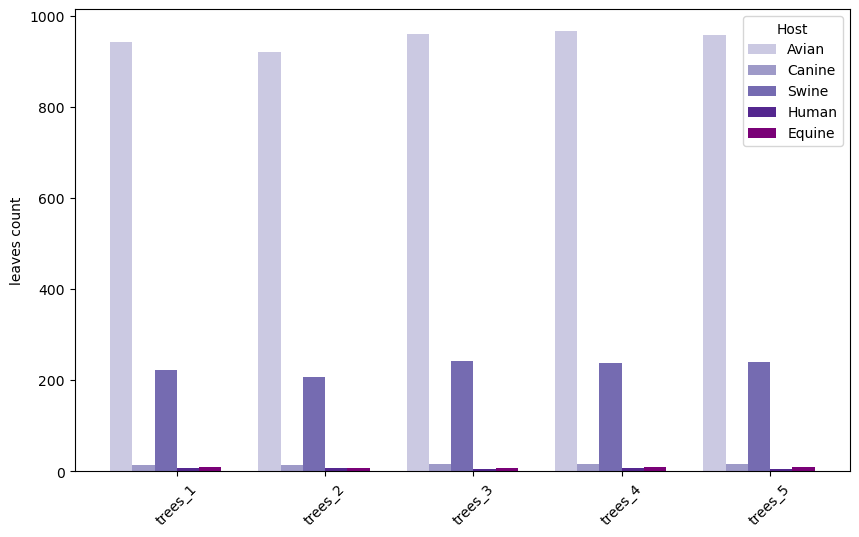 1000
800
600
400
200
0
leaves count
Host
Avian
Canine
Swine
Human
Equine
trees_1
trees_2
trees_3
trees_4
trees_5